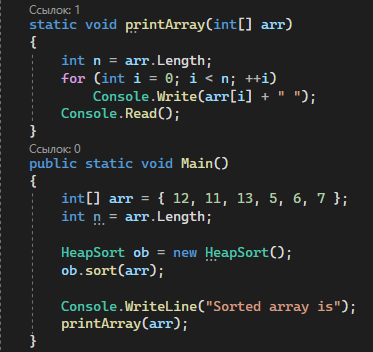 Ссылок: 1
static void printArray(int[] arr)
{
    int n = arr.Length;
    for (int i = 0; i < n; ++i)
        Console.Write(arr[i] + " ");
    Console.Read();
}
Ссылок: 0
public static void Main()
{
    int[] arr = { 12, 11, 13, 5, 6, 7 };
    int n = arr.Length;

    HeapSort ob = new HeapSort();
    ob.sort(arr);

    Console.WriteLine("Sorted array is");
    printArray(arr);
}